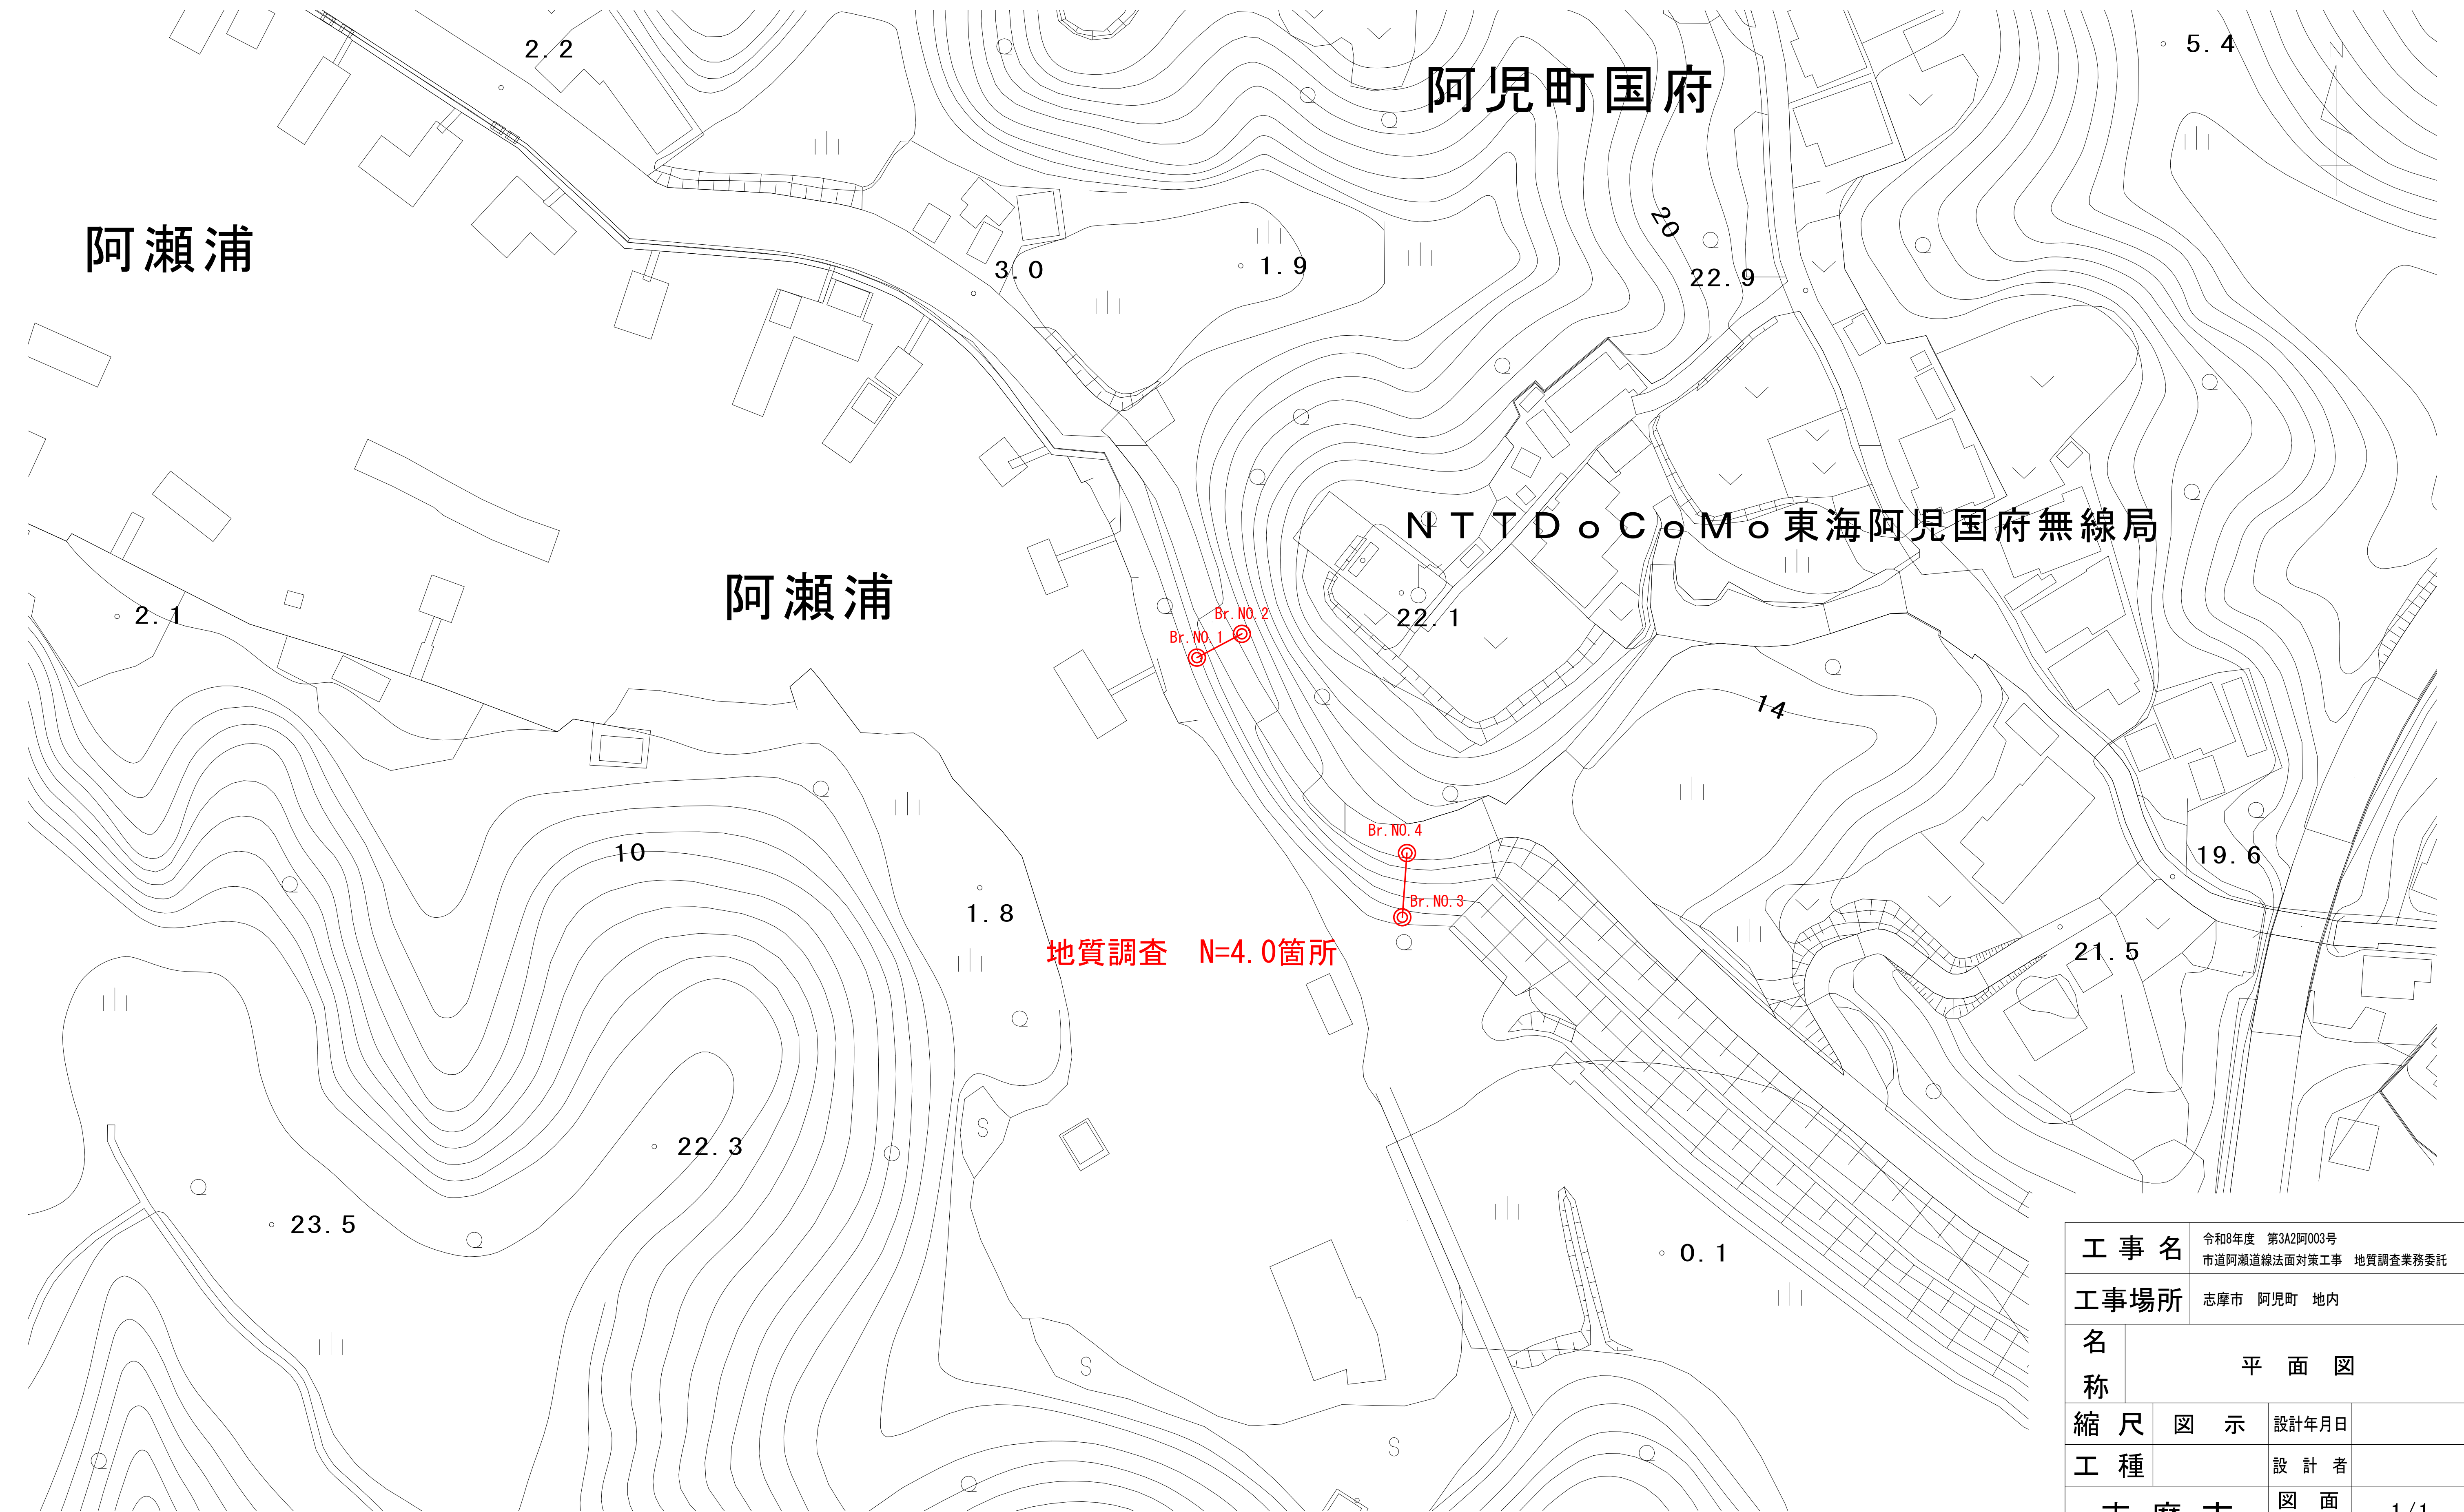 2.2
5.4
N
阿児町国府
20
阿瀬浦
3.0
1.9
22.9
ＮＴＴＤｏＣｏＭｏ東海阿児国府無線局
阿瀬浦
2.1
Br.NO.2
Br.NO.1
22.1
14
Br.NO.4
10
19.6
Br.NO.3
1.8
地質調査　N=4.0箇所
21.5
S
22.3
23.5
0.1
S
S
工事名
令和8年度　第3A2阿003号
市道阿瀬道線法面対策工事　地質調査業務委託
工事場所
志摩市　阿児町　地内
名称
平　面　図
縮　尺
図　示
設計年月日
工　種
設　計　者
志摩市
図　面
1/1